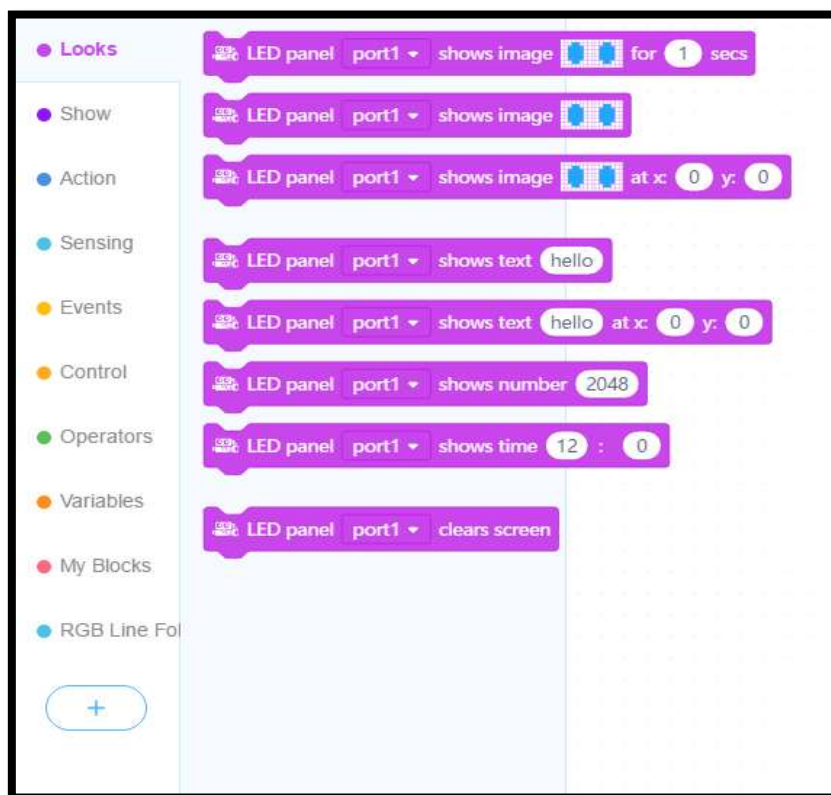 Looks
Show
Action
Sensing
Events
Control
Operators
Variables
My Blocks
RGB Line Fol
+
LED panel port1 shows image for 1 secs
LED panel port1 shows image
LED panel port1 shows image at x: 0 y: 0
LED panel port1 shows text hello
LED panel port1 shows text hello at x: 0 y: 0
LED panel port1 shows number 2048
LED panel port1 shows time 12 : 0
LED panel port1 clears screen